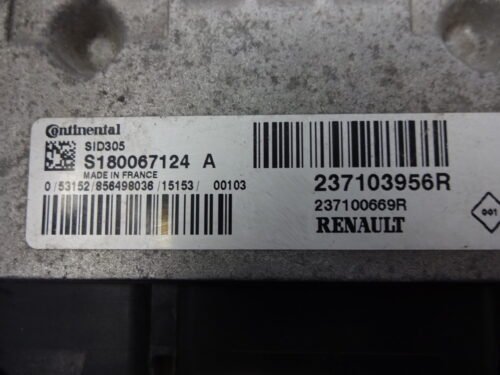 Continental
SID305
S180067124 A
MADE IN FRANCE
0/53152/856498036/15153/ 00103
237103956R
237100669R
RENAULT
001